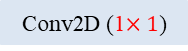 Conv2D (1× 1)